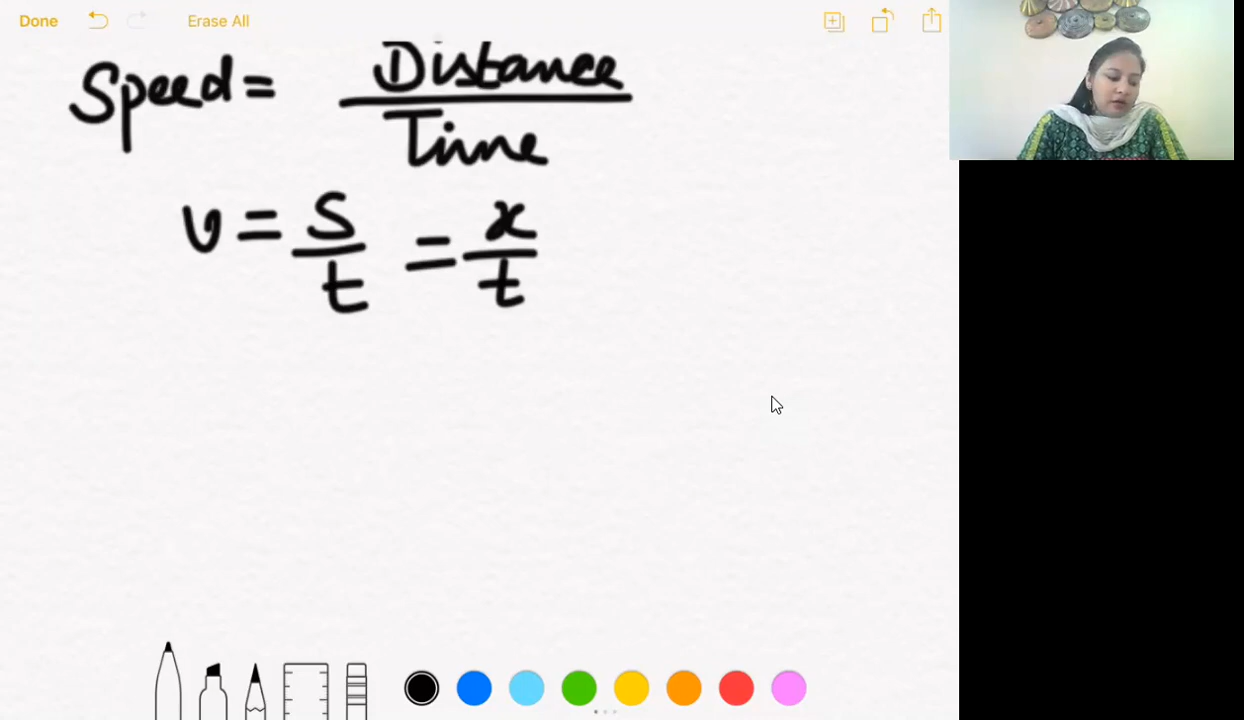 Done Erase All
Speed = Distance / Time
v = s / t = x / t